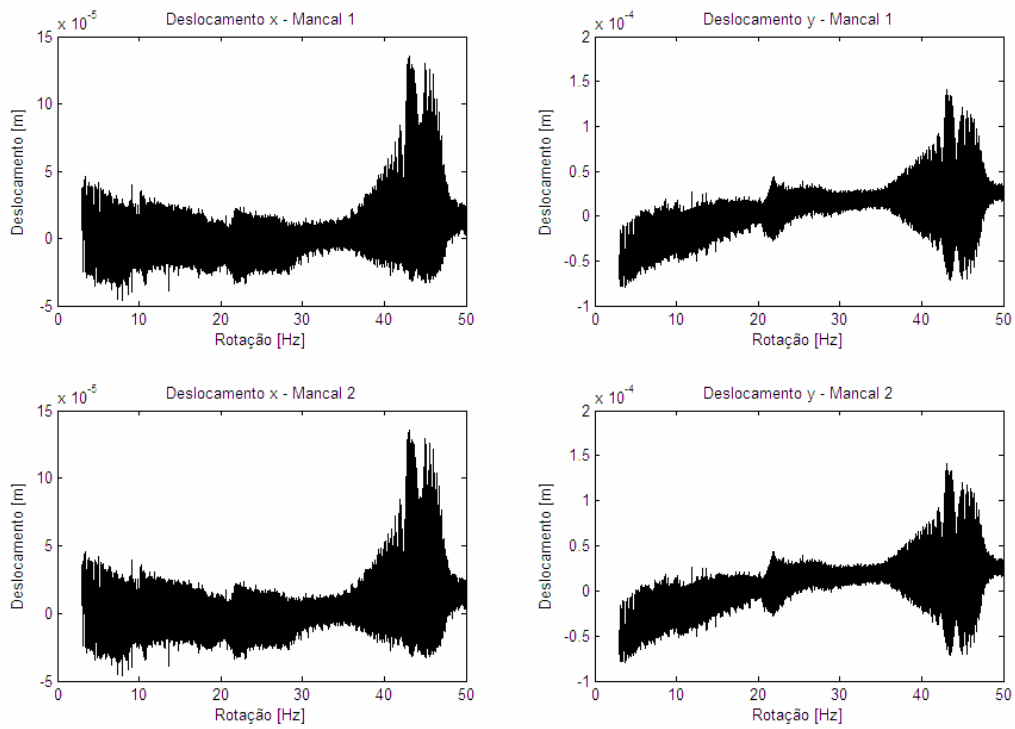 Deslocamento x - Mancal 1
x 10^-5
15
10
5
0
-5
0 10 20 30 40 50
Deslocamento [m]
Rotação [Hz]
Deslocamento y - Mancal 1
x 10^-4
2
1.5
1
0.5
0
-0.5
-1
0 10 20 30 40 50
Deslocamento [m]
Rotação [Hz]
Deslocamento x - Mancal 2
x 10^-5
15
10
5
0
-5
0 10 20 30 40 50
Deslocamento [m]
Rotação [Hz]
Deslocamento y - Mancal 2
x 10^-4
2
1.5
1
0.5
0
-0.5
-1
0 10 20 30 40 50
Deslocamento [m]
Rotação [Hz]